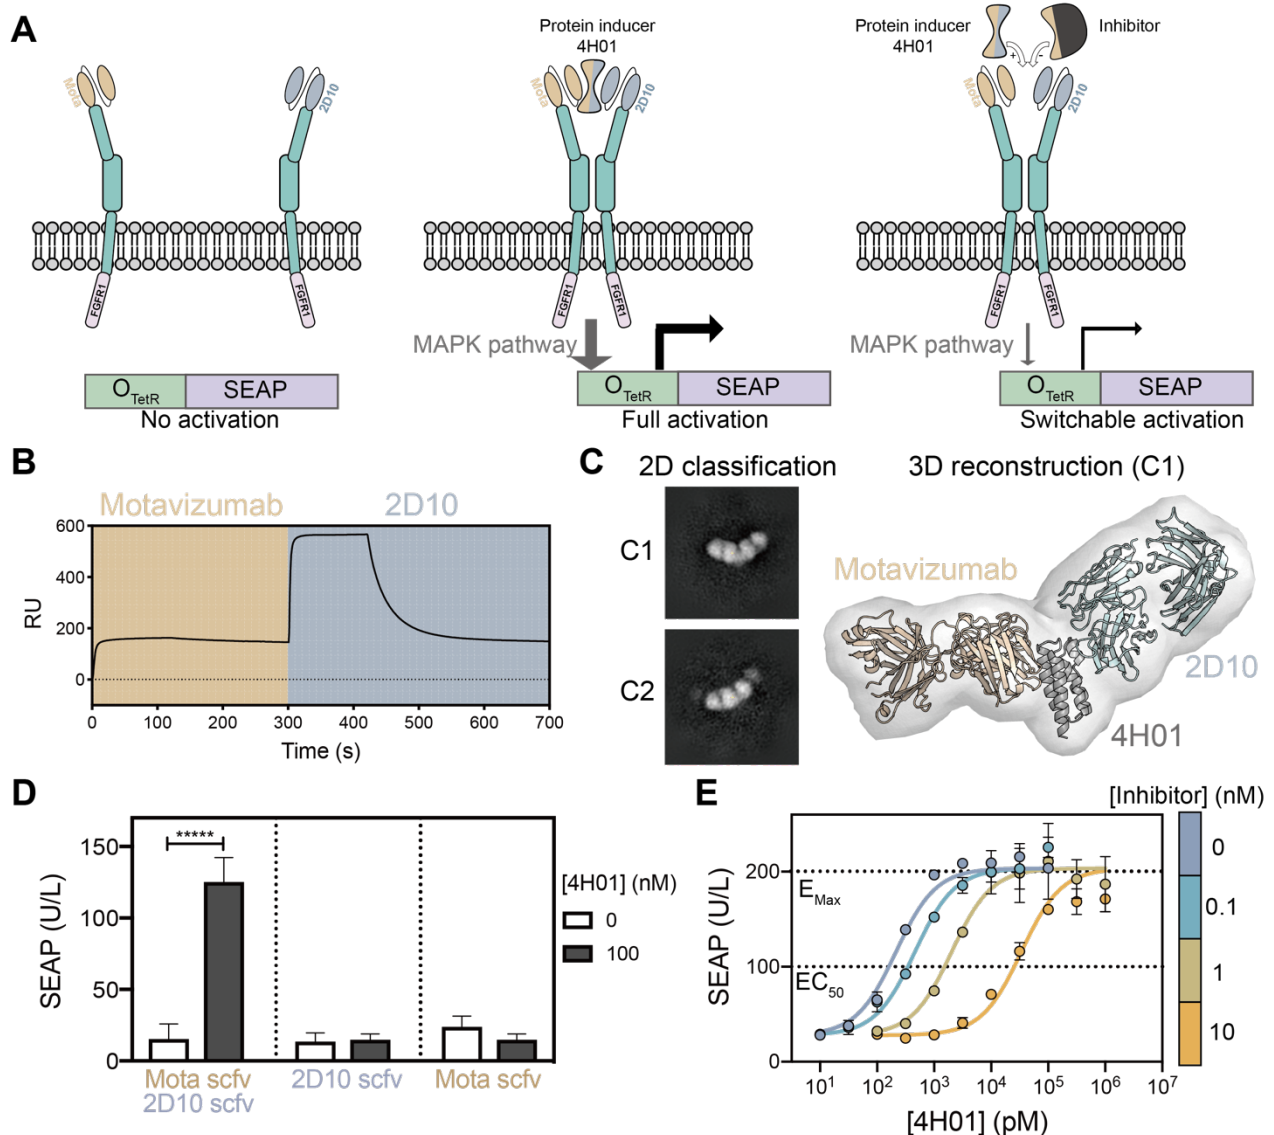 A
Protein inducer
4H01
Protein inducer
4H01
Inhibitor
+
-
Mota
2D10
Mota
2D10
Mota
2D10
FGFR1
FGFR1
FGFR1
FGFR1
FGFR1
FGFR1
MAPK pathway
MAPK pathway
OTetR
SEAP
OTetR
SEAP
OTetR
SEAP
No activation
Full activation
Switchable activation
B
Motavizumab
2D10
600
400
200
0
RU
0
100
200
300
400
500
600
700
Time (s)
C
2D classification
3D reconstruction (C1)
C1
C2
Motavizumab
2D10
4H01
D
*****
150
100
50
0
SEAP (U/L)
Mota scfv
2D10 scfv
2D10 scfv
Mota scfv
[4H01] (nM)
0
100
E
[Inhibitor] (nM)
0
0.1
1
10
200
100
0
SEAP (U/L)
EMax
EC50
10¹
10²
10³
10⁴
10⁵
10⁶
10⁷
[4H01] (pM)